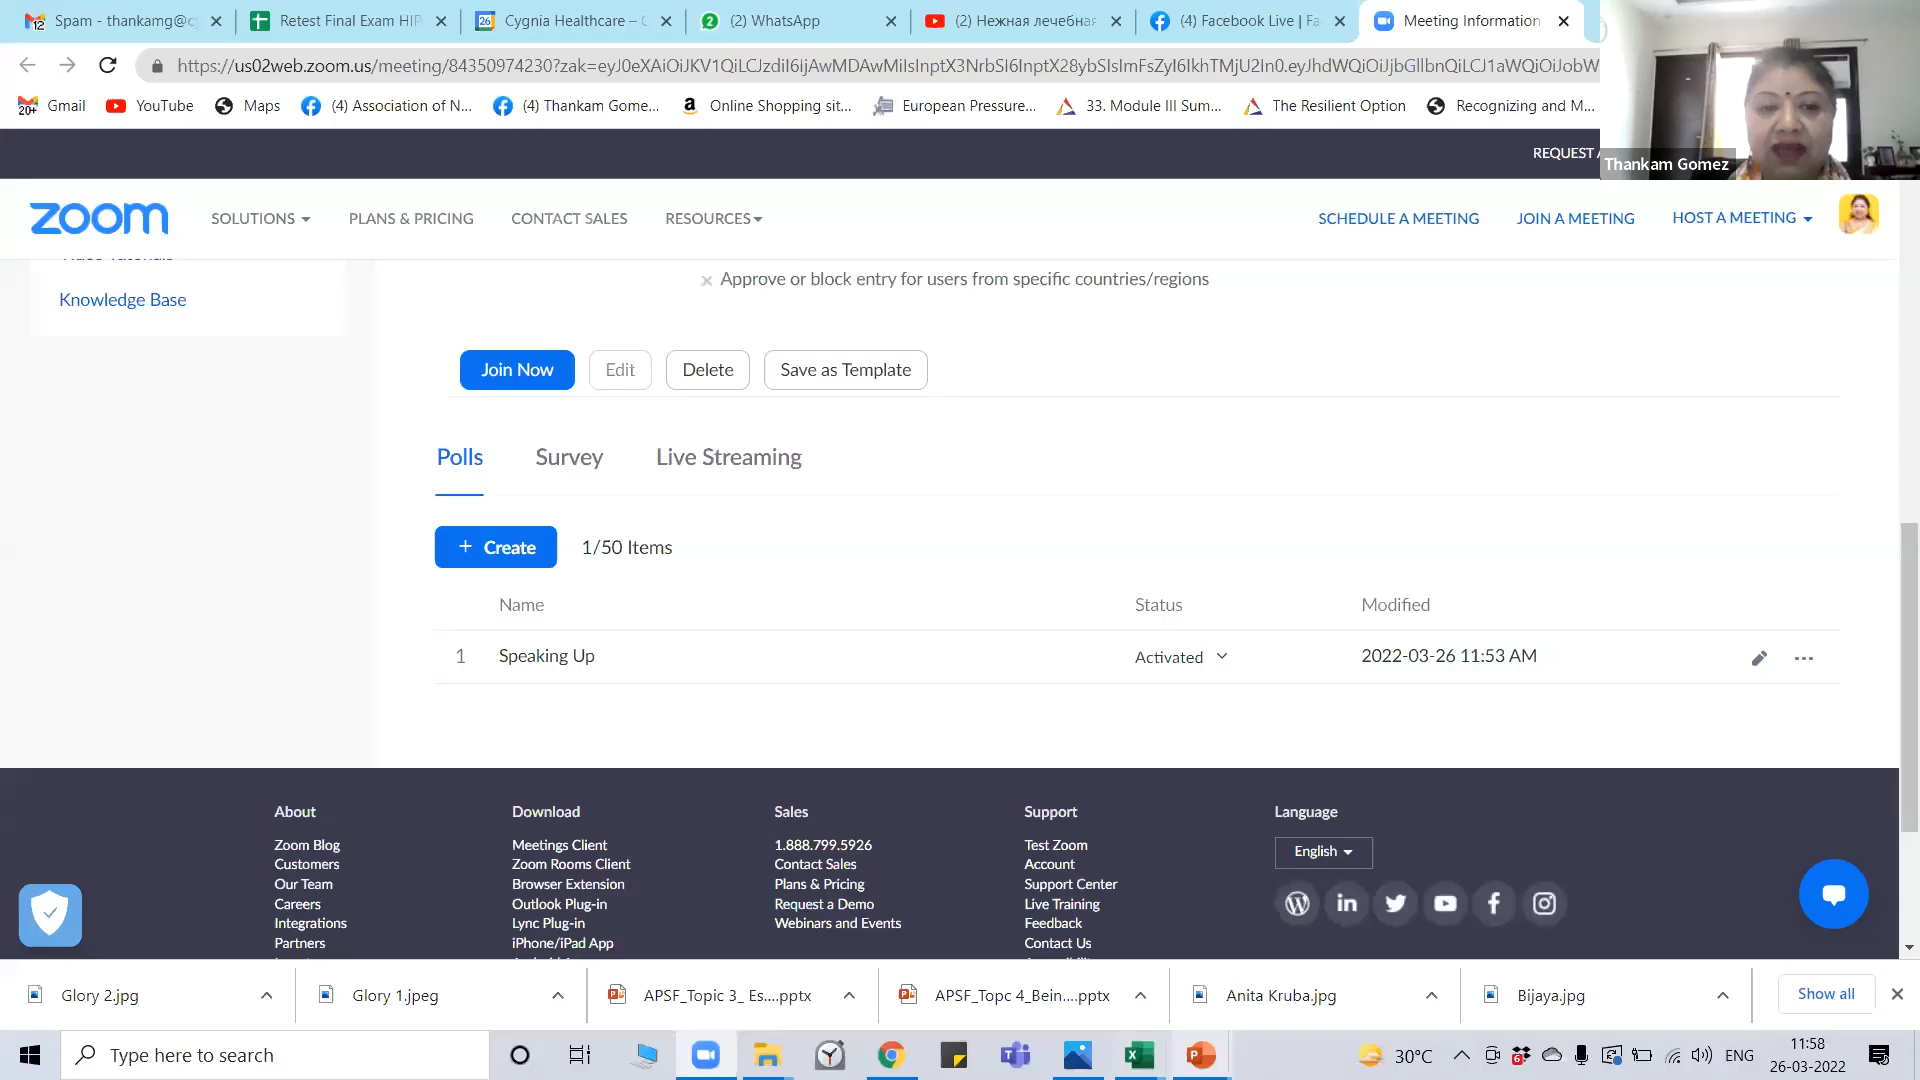 Spam - thankamg@c
Retest Final Exam HIP
Cygnia Healthcare – C
(2) WhatsApp
(2) Нежная лечебная
(4) Facebook Live | Fa
Meeting Information
https://us02web.zoom.us/meeting/84350974230?zak=
Gmail
YouTube
Maps
(4) Association of N...
(4) Thankam Gome...
Online Shopping sit...
European Pressure...
33. Module III Sum...
The Resilient Option
Recognizing and M...
REQUEST
Thankam Gomez
zoom
SOLUTIONS
PLANS & PRICING
CONTACT SALES
RESOURCES
SCHEDULE A MEETING
JOIN A MEETING
HOST A MEETING
Knowledge Base
Approve or block entry for users from specific countries/regions
Join Now
Edit
Delete
Save as Template
Polls
Survey
Live Streaming
+ Create
1/50 Items
Name
Status
Modified
1
Speaking Up
Activated
2022-03-26 11:53 AM
About
Zoom Blog
Customers
Our Team
Careers
Integrations
Partners
Download
Meetings Client
Zoom Rooms Client
Browser Extension
Outlook Plug-in
Lync Plug-in
iPhone/iPad App
Sales
1.888.799.5926
Contact Sales
Plans & Pricing
Request a Demo
Webinars and Events
Support
Test Zoom
Account
Support Center
Live Training
Feedback
Contact Us
Language
English
Glory 2.jpg
Glory 1.jpeg
APSF_Topic 3_ Es....pptx
APSF_Topc 4_Bein....pptx
Anita Kruba.jpg
Bijaya.jpg
Show all
Type here to search
30°C
ENG
11:58
26-03-2022